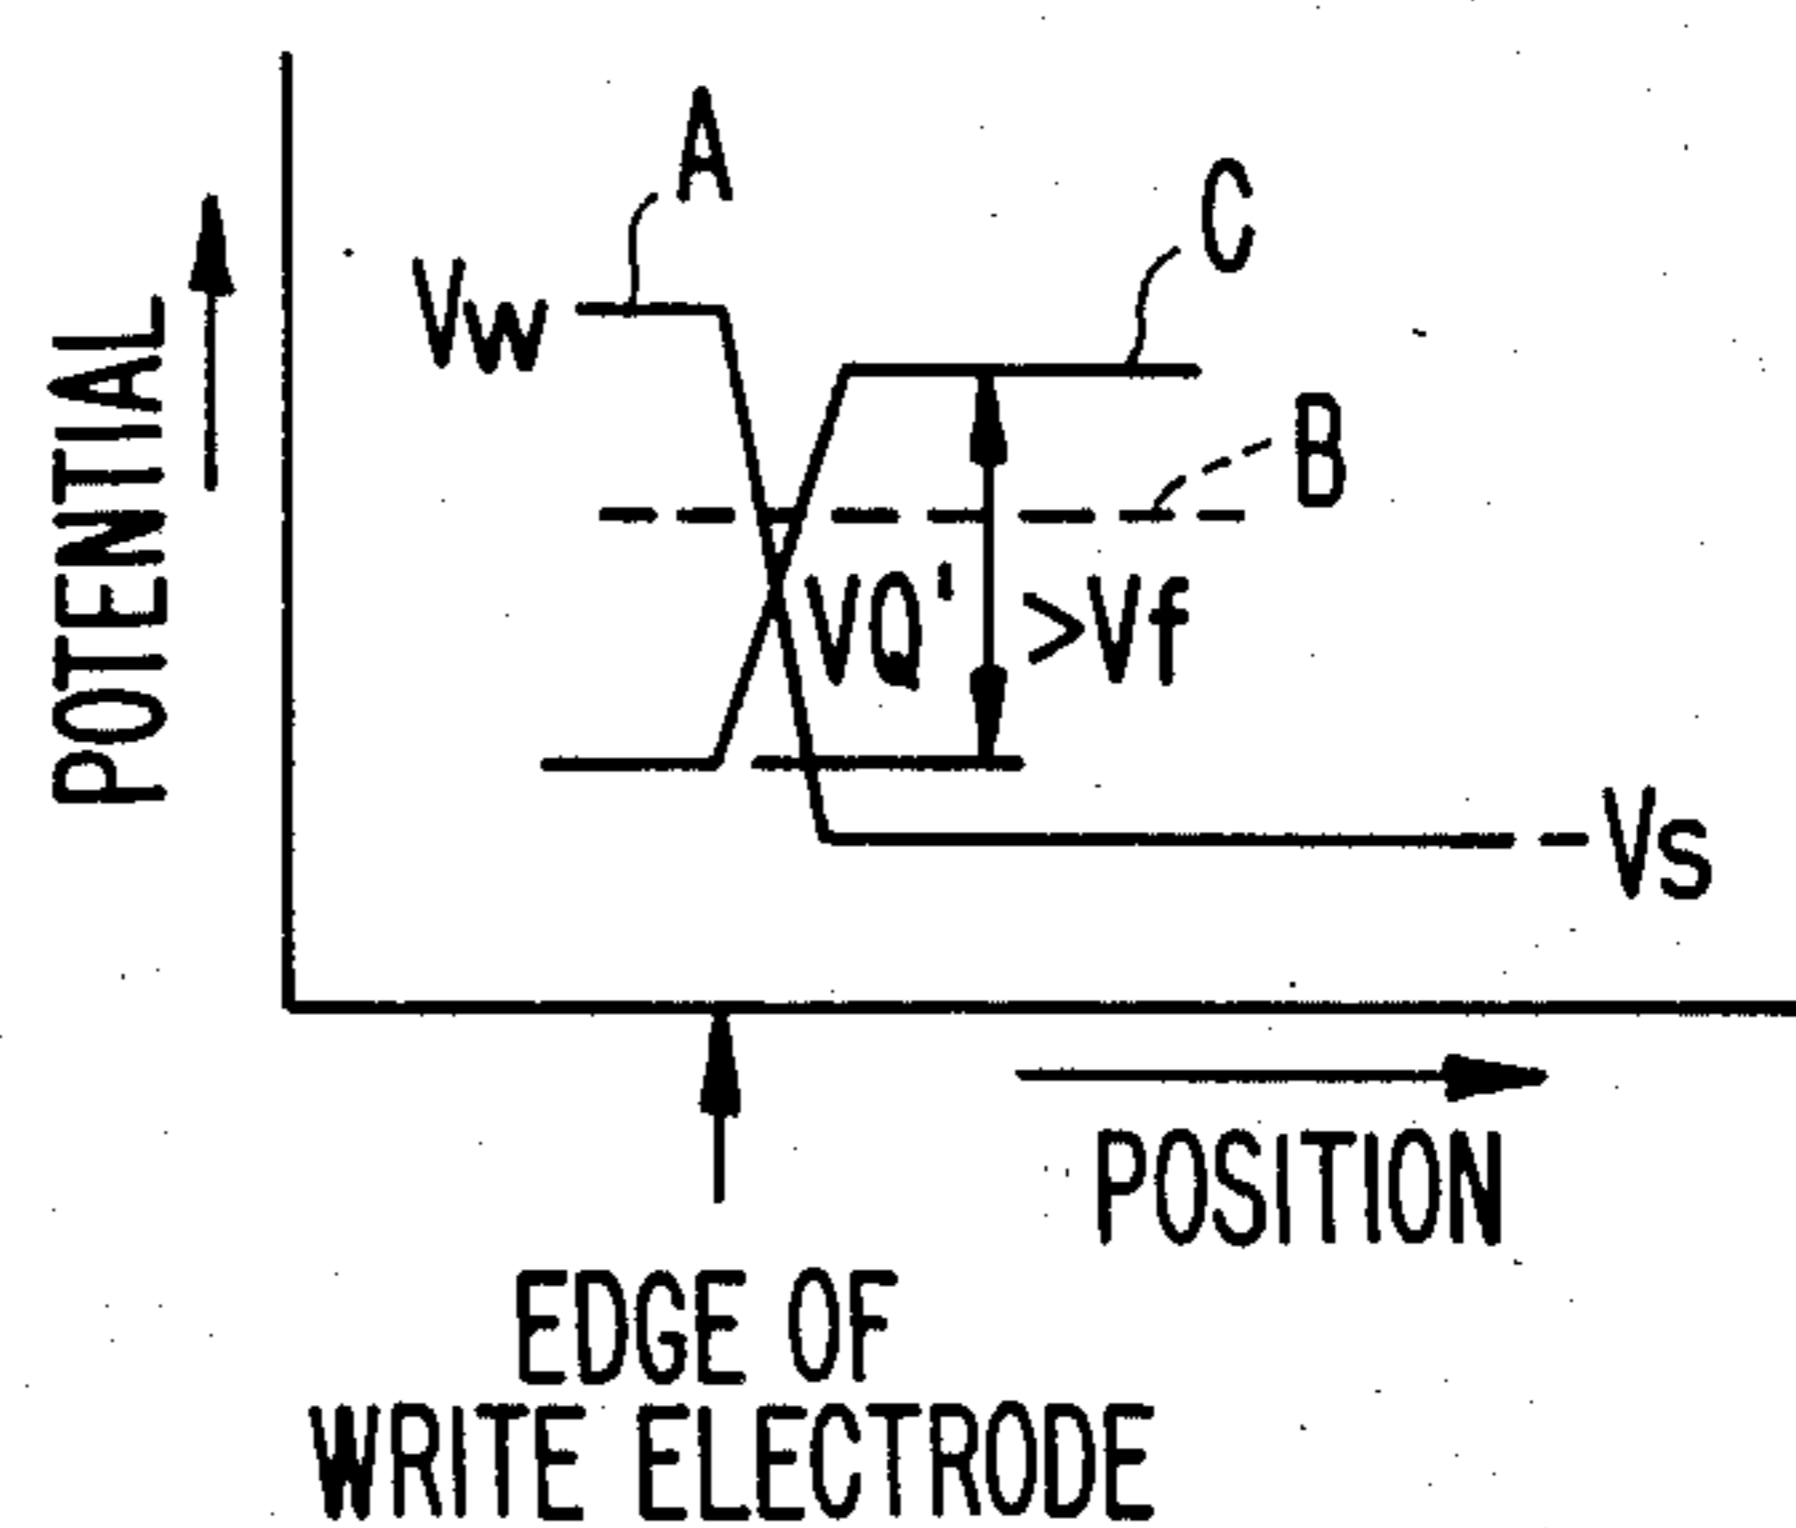 A
C
Vw
B
VQ' >Vf
Vs
POTENTIAL
POSITION
EDGE OF
WRITE ELECTRODE